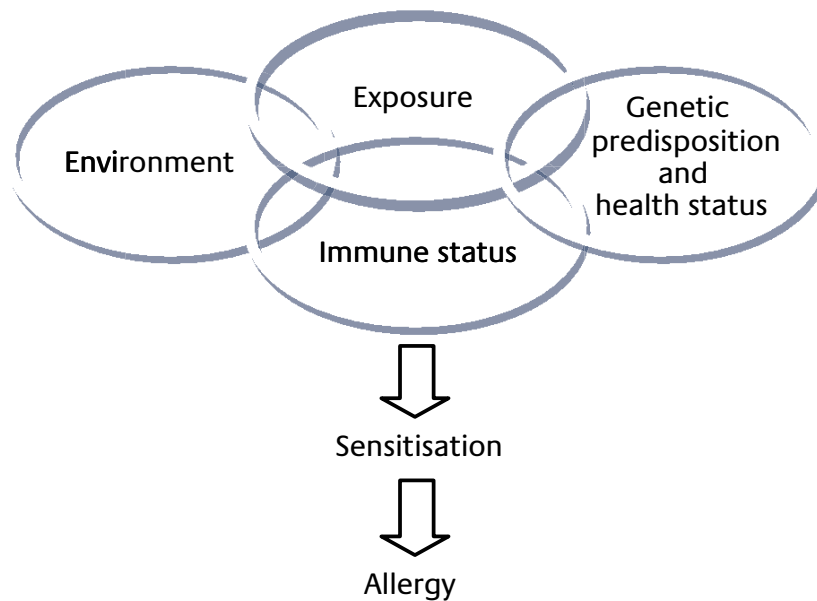 Exposure
Environment
Genetic
predisposition
and
health status
Immune status
Sensitisation
Allergy